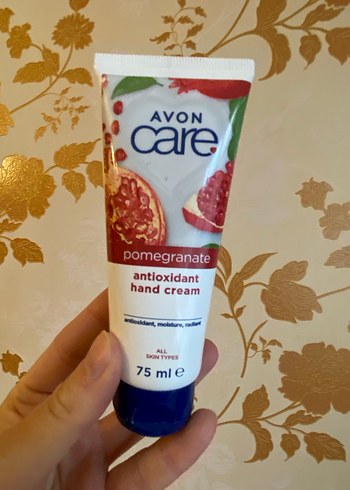 AVON
care
pomegranate
antioxidant
hand cream
antioxidant, moisture, radiant
ALL
SKIN TYPES
75 ml e